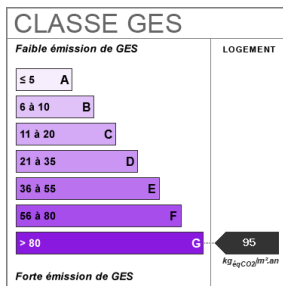 CLASSE GES
Faible émission de GES
LOGEMENT
≤ 5 A
6 à 10 B
11 à 20 C
21 à 35 D
36 à 55 E
56 à 80 F
> 80 G 95
kgéqCO2/m².an
Forte émission de GES